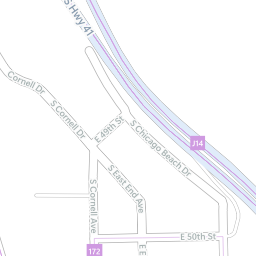 S Hwy 41
Cornell Dr
S Cornell Dr
E 49th St
S Chicago Beach Dr
J14
S East End Ave
S Cornell Ave
E 50th St
E E
172